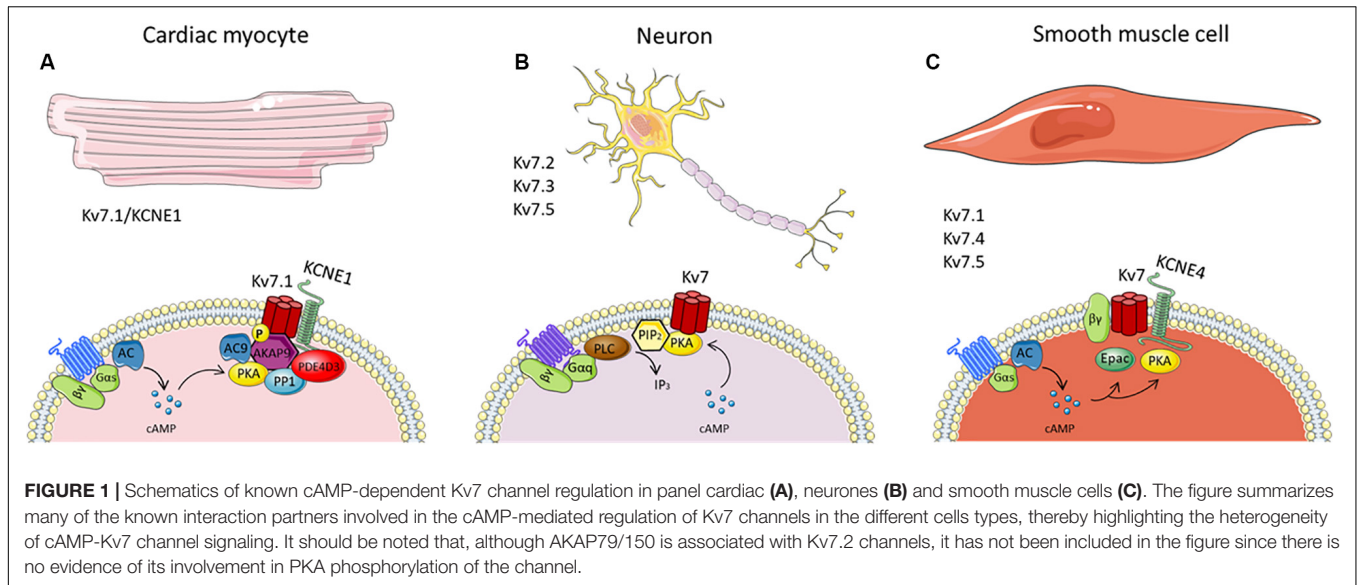 Cardiac myocyte
Neuron
Smooth muscle cell
A
B
C
Kv7.1/KCNE1
Kv7.2
Kv7.3
Kv7.5
Kv7.1
Kv7.4
Kv7.5
Kv7.1
KCNE1
AC
Gαs
βγ
cAMP
P
AC9
AKAP9
PKA
PP1
PDE4D3
Kv7
PIP₂
PKA
PLC
Gαq
βγ
IP₃
cAMP
Kv7
KCNE4
βγ
AC
Gαs
Epac
PKA
cAMP
FIGURE 1 | Schematics of known cAMP-dependent Kv7 channel regulation in panel cardiac (A), neurones (B) and smooth muscle cells (C). The figure summarizes
many of the known interaction partners involved in the cAMP-mediated regulation of Kv7 channels in the different cells types, thereby highlighting the heterogeneity
of cAMP-Kv7 channel signaling. It should be noted that, although AKAP79/150 is associated with Kv7.2 channels, it has not been included in the figure since there is
no evidence of its involvement in PKA phosphorylation of the channel.